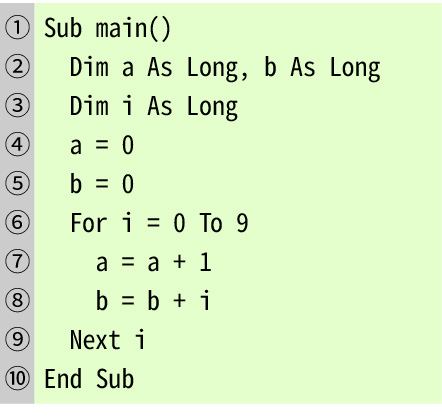 ① Sub main()
② Dim a As Long, b As Long
③ Dim i As Long
④ a = 0
⑤ b = 0
⑥ For i = 0 To 9
⑦ a = a + 1
⑧ b = b + i
⑨ Next i
⑩ End Sub